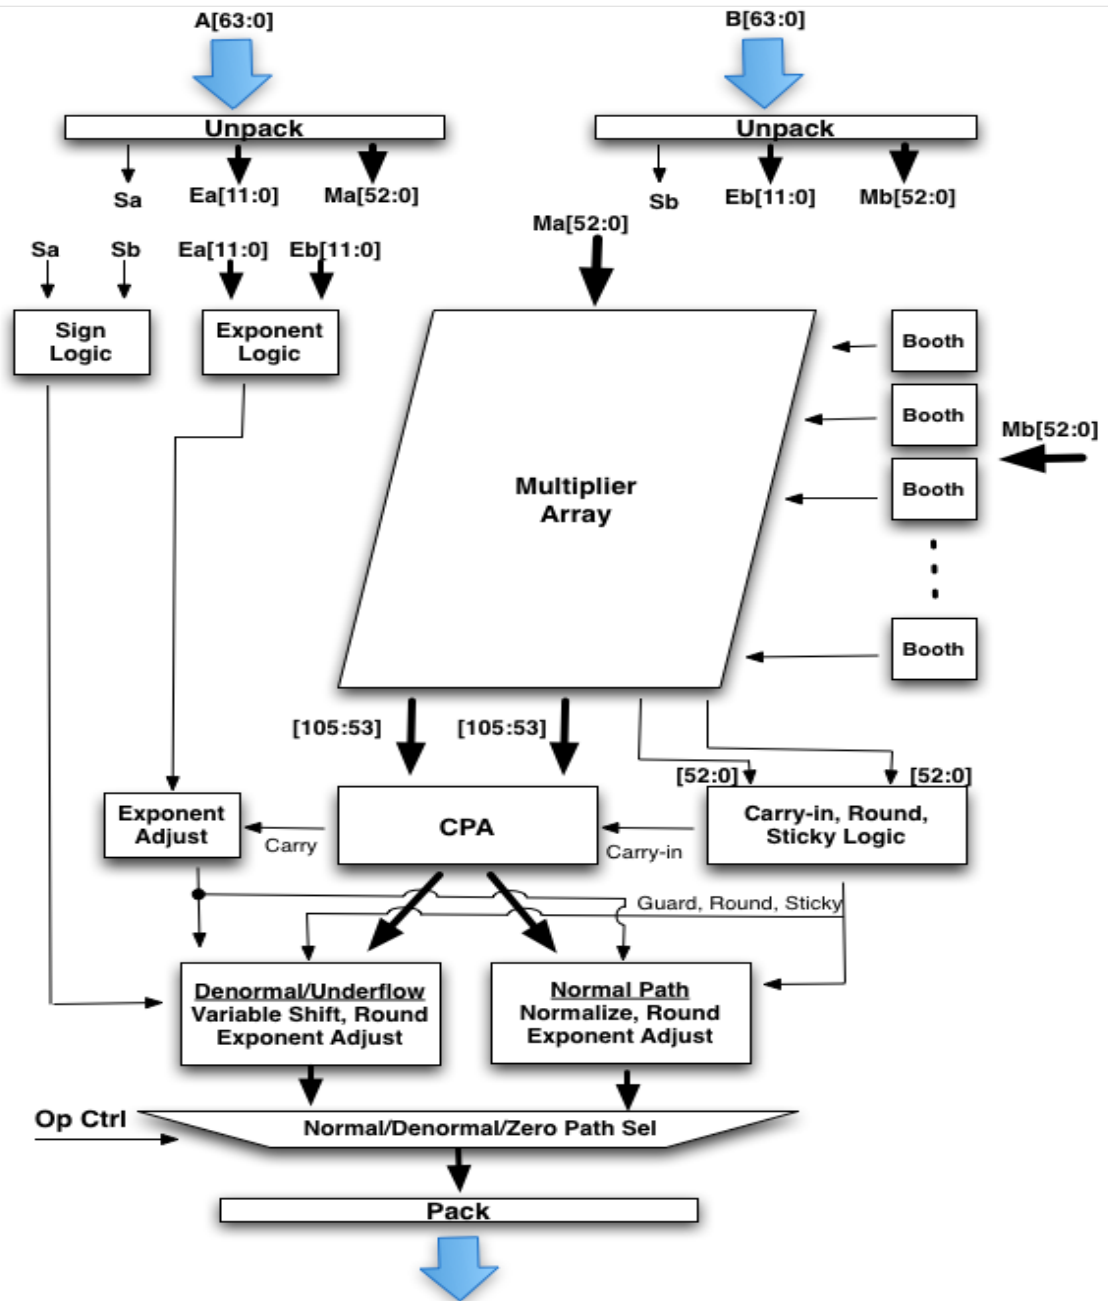 A[63:0]
B[63:0]
Unpack
Unpack
Sa
Ea[11:0]
Ma[52:0]
Sb
Eb[11:0]
Mb[52:0]
Ma[52:0]
Sa
Sb
Ea[11:0]
Eb[11:0]
Sign
Logic
Exponent
Logic
Booth
Booth
Mb[52:0]
Multiplier
Array
Booth
Booth
[105:53]
[105:53]
[52:0]
[52:0]
Exponent
Adjust
Carry
CPA
Carry-in
Carry-in, Round,
Sticky Logic
Guard, Round, Sticky
Denormal/Underflow
Variable Shift, Round
Exponent Adjust
Normal Path
Normalize, Round
Exponent Adjust
Op Ctrl
Normal/Denormal/Zero Path Sel
Pack